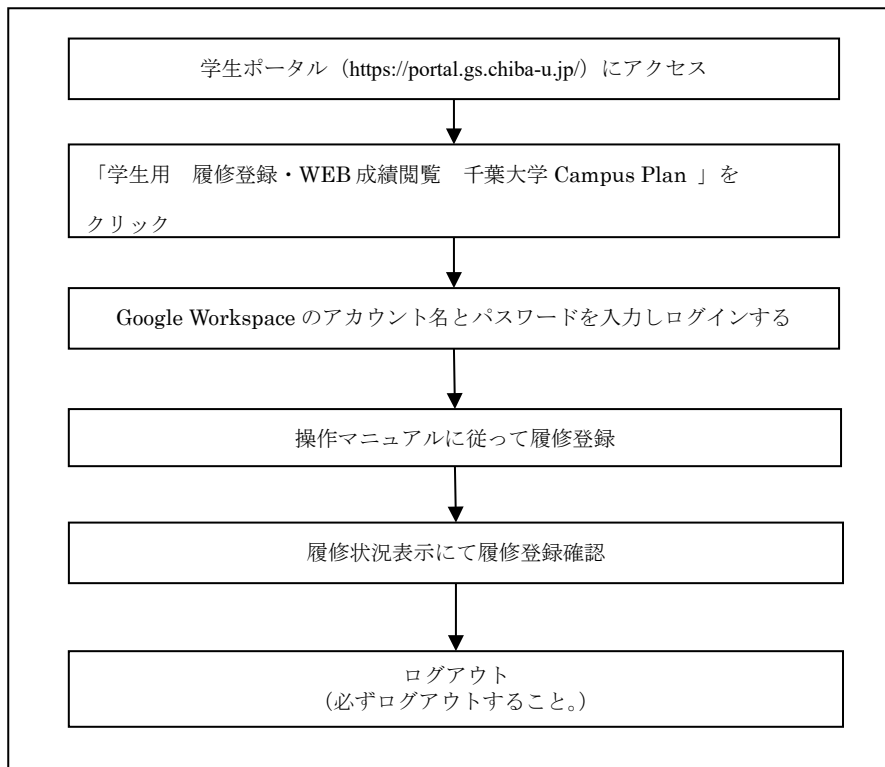 学生ポータル（https://portal.gs.chiba-u.jp/）にアクセス
「学生用　履修登録・WEB 成績閲覧　千葉大学 Campus Plan 」を
クリック
Google Workspace のアカウント名とパスワードを入力しログインする
操作マニュアルに従って履修登録
履修状況表示にて履修登録確認
ログアウト
（必ずログアウトすること。）